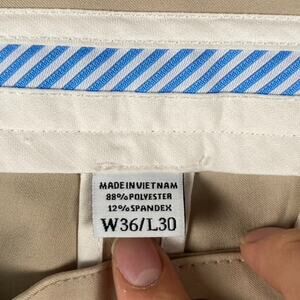 MADE IN VIETNAM
88% POLYESTER
12% SPANDEX
W36/L30